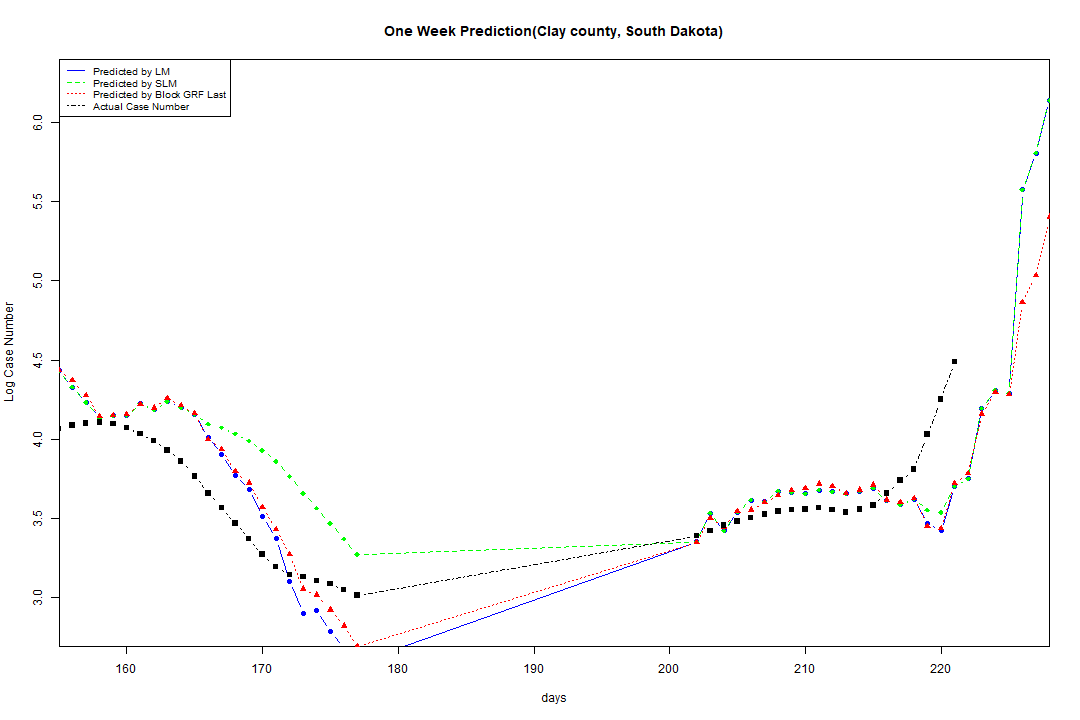 One Week Prediction(Clay county, South Dakota)
Predicted by LM
Predicted by SLM
Predicted by Block GRF Last
Actual Case Number
Log Case Number
6.0
5.5
5.0
4.5
4.0
3.5
3.0
160 170 180 190 200 210 220
days